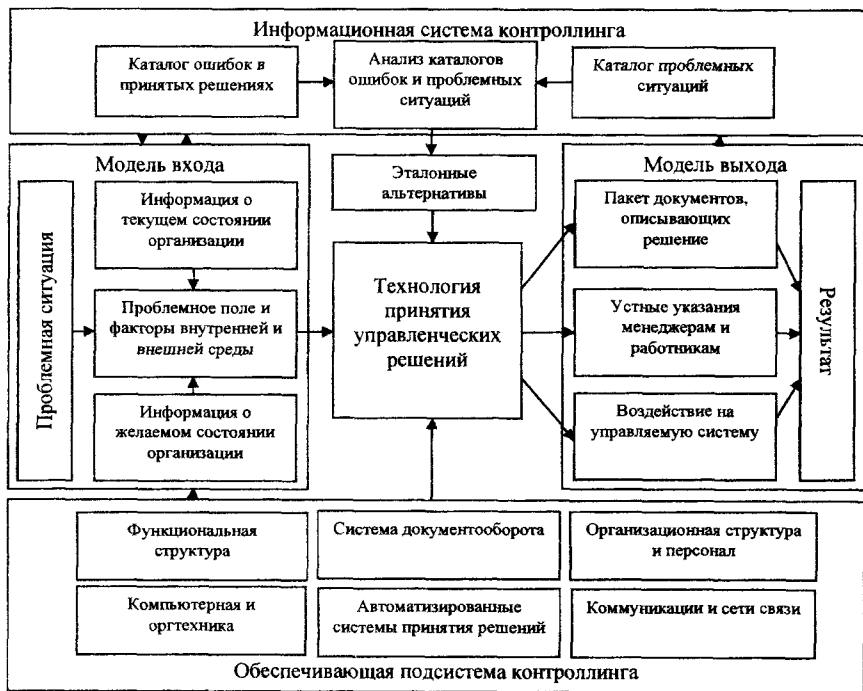 Информационная система контроллинга
Каталог ошибок в
принятых решениях
Анализ каталогов
ошибок и проблемных
ситуаций
Каталог проблемных
ситуаций
Модель входа
Проблемная ситуация
Информация о
текущем состоянии
организации
Проблемное поле и
факторы внутренней и
внешней среды
Информация о
желаемом состоянии
организации
Эталонные
альтернативы
Технология
принятия
управленческих
решений
Модель выхода
Пакет документов,
описывающих
решение
Устные указания
менеджерам и
работникам
Воздействие на
управляемую систему
Результат
Функциональная
структура
Система документооборота
Организационная структура
и персонал
Компьютерная и
оргтехника
Автоматизированные
системы принятия решений
Коммуникации и сети связи
Обеспечивающая подсистема контроллинга